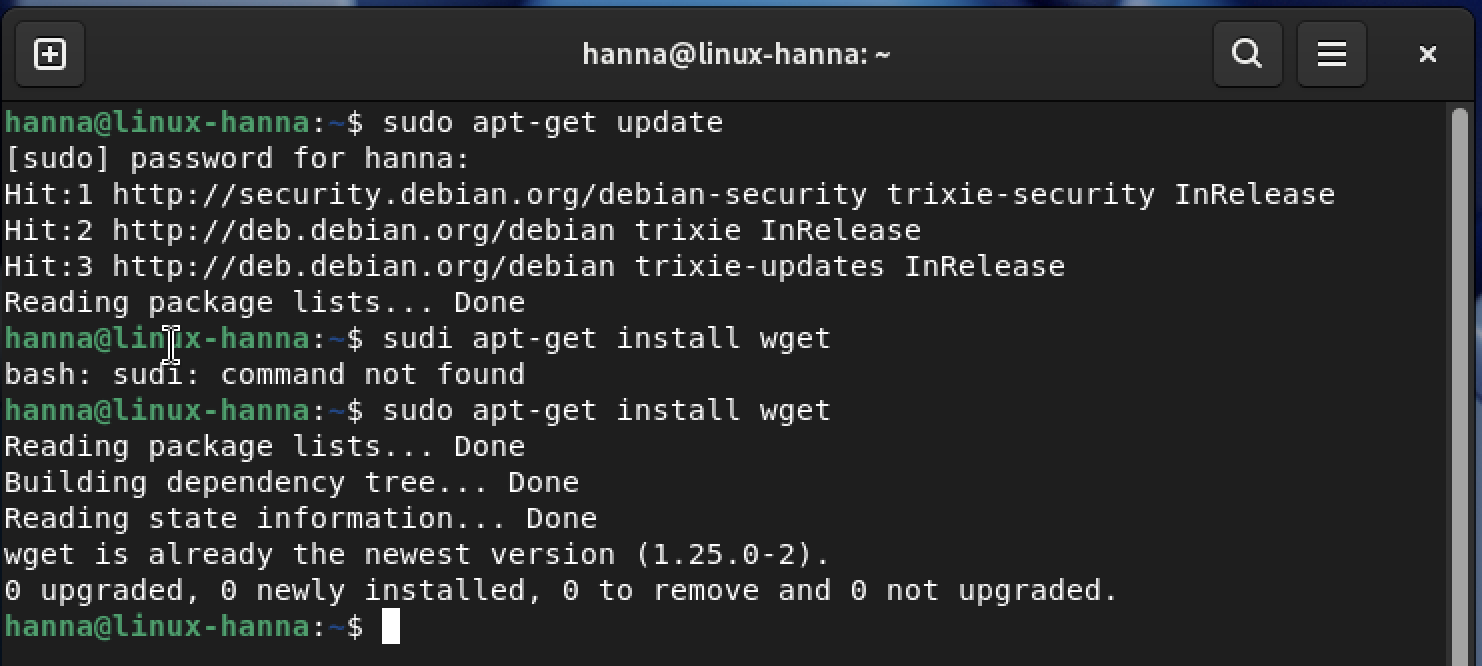 hanna@linux-hanna: ~
hanna@linux-hanna:~$ sudo apt-get update
[sudo] password for hanna:
Hit:1 http://security.debian.org/debian-security trixie-security InRelease
Hit:2 http://deb.debian.org/debian trixie InRelease
Hit:3 http://deb.debian.org/debian trixie-updates InRelease
Reading package lists... Done
hanna@linux-hanna:~$ sudi apt-get install wget
bash: sudi: command not found
hanna@linux-hanna:~$ sudo apt-get install wget
Reading package lists... Done
Building dependency tree... Done
Reading state information... Done
wget is already the newest version (1.25.0-2).
0 upgraded, 0 newly installed, 0 to remove and 0 not upgraded.
hanna@linux-hanna:~$